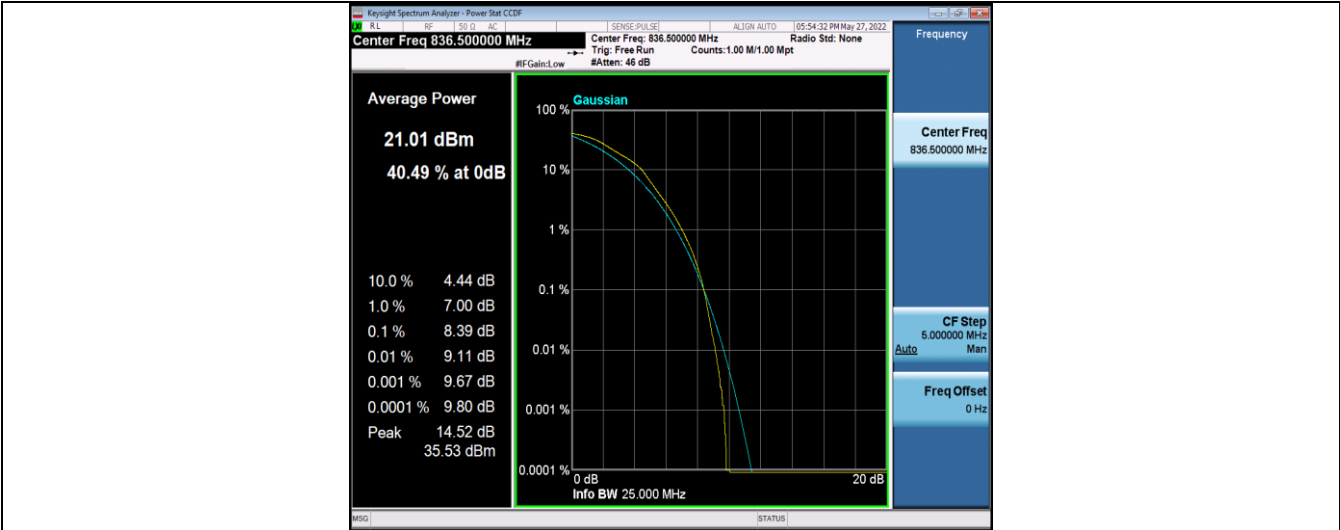 Keysight Spectrum Analyzer - Power Stat CCDF
RL RF 50 Ω AC SENSE:PULSE ALIGN AUTO 05:54:32 PM May 27, 2022
Center Freq 836.500000 MHz
Center Freq: 836.500000 MHz Radio Std: None
Trig: Free Run Counts:1.00 M/1.00 Mpt
#IFGain:Low #Atten: 46 dB
Average Power
21.01 dBm
40.49 % at 0dB
10.0 % 4.44 dB
1.0 % 7.00 dB
0.1 % 8.39 dB
0.01 % 9.11 dB
0.001 % 9.67 dB
0.0001 % 9.80 dB
Peak 14.52 dB
35.53 dBm
Gaussian
100 %
10 %
1 %
0.1 %
0.01 %
0.001 %
0.0001 %
0 dB 20 dB
Info BW 25.000 MHz
Frequency
Center Freq
836.500000 MHz
CF Step
5.000000 MHz
Auto Man
Freq Offset
0 Hz
MSG STATUS